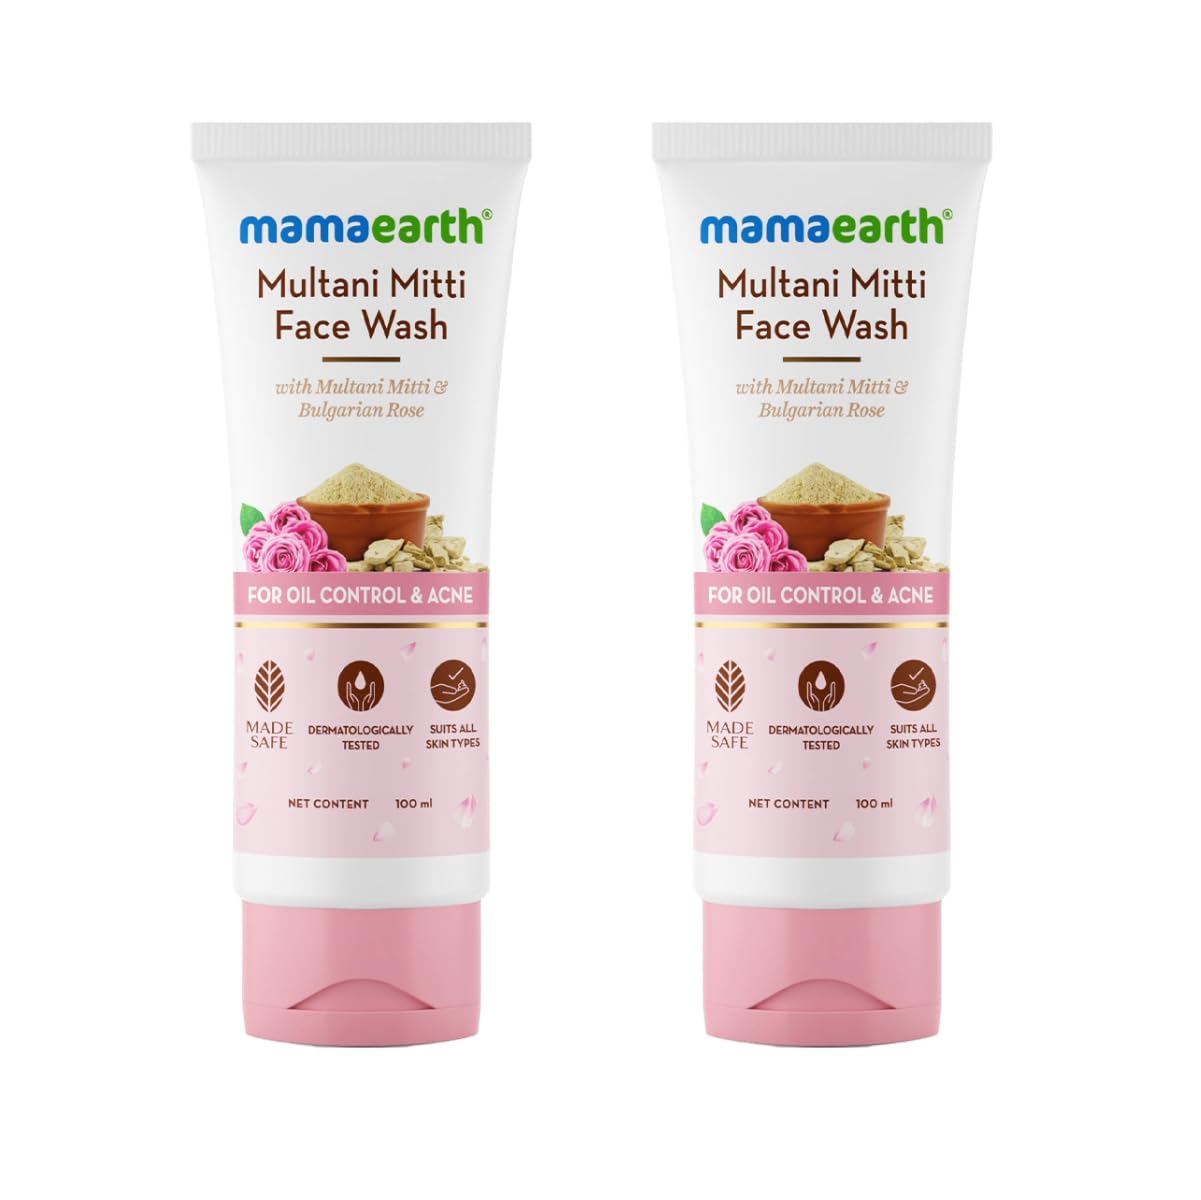 mamaearth®
Multani Mitti
Face Wash
with Multani Mitti &
Bulgarian Rose
FOR OIL CONTROL & ACNE
MADE
SAFE
DERMATOLOGICALLY
TESTED
SUITS ALL
SKIN TYPES
NET CONTENT 100 ml
mamaearth®
Multani Mitti
Face Wash
with Multani Mitti &
Bulgarian Rose
FOR OIL CONTROL & ACNE
MADE
SAFE
DERMATOLOGICALLY
TESTED
SUITS ALL
SKIN TYPES
NET CONTENT 100 ml